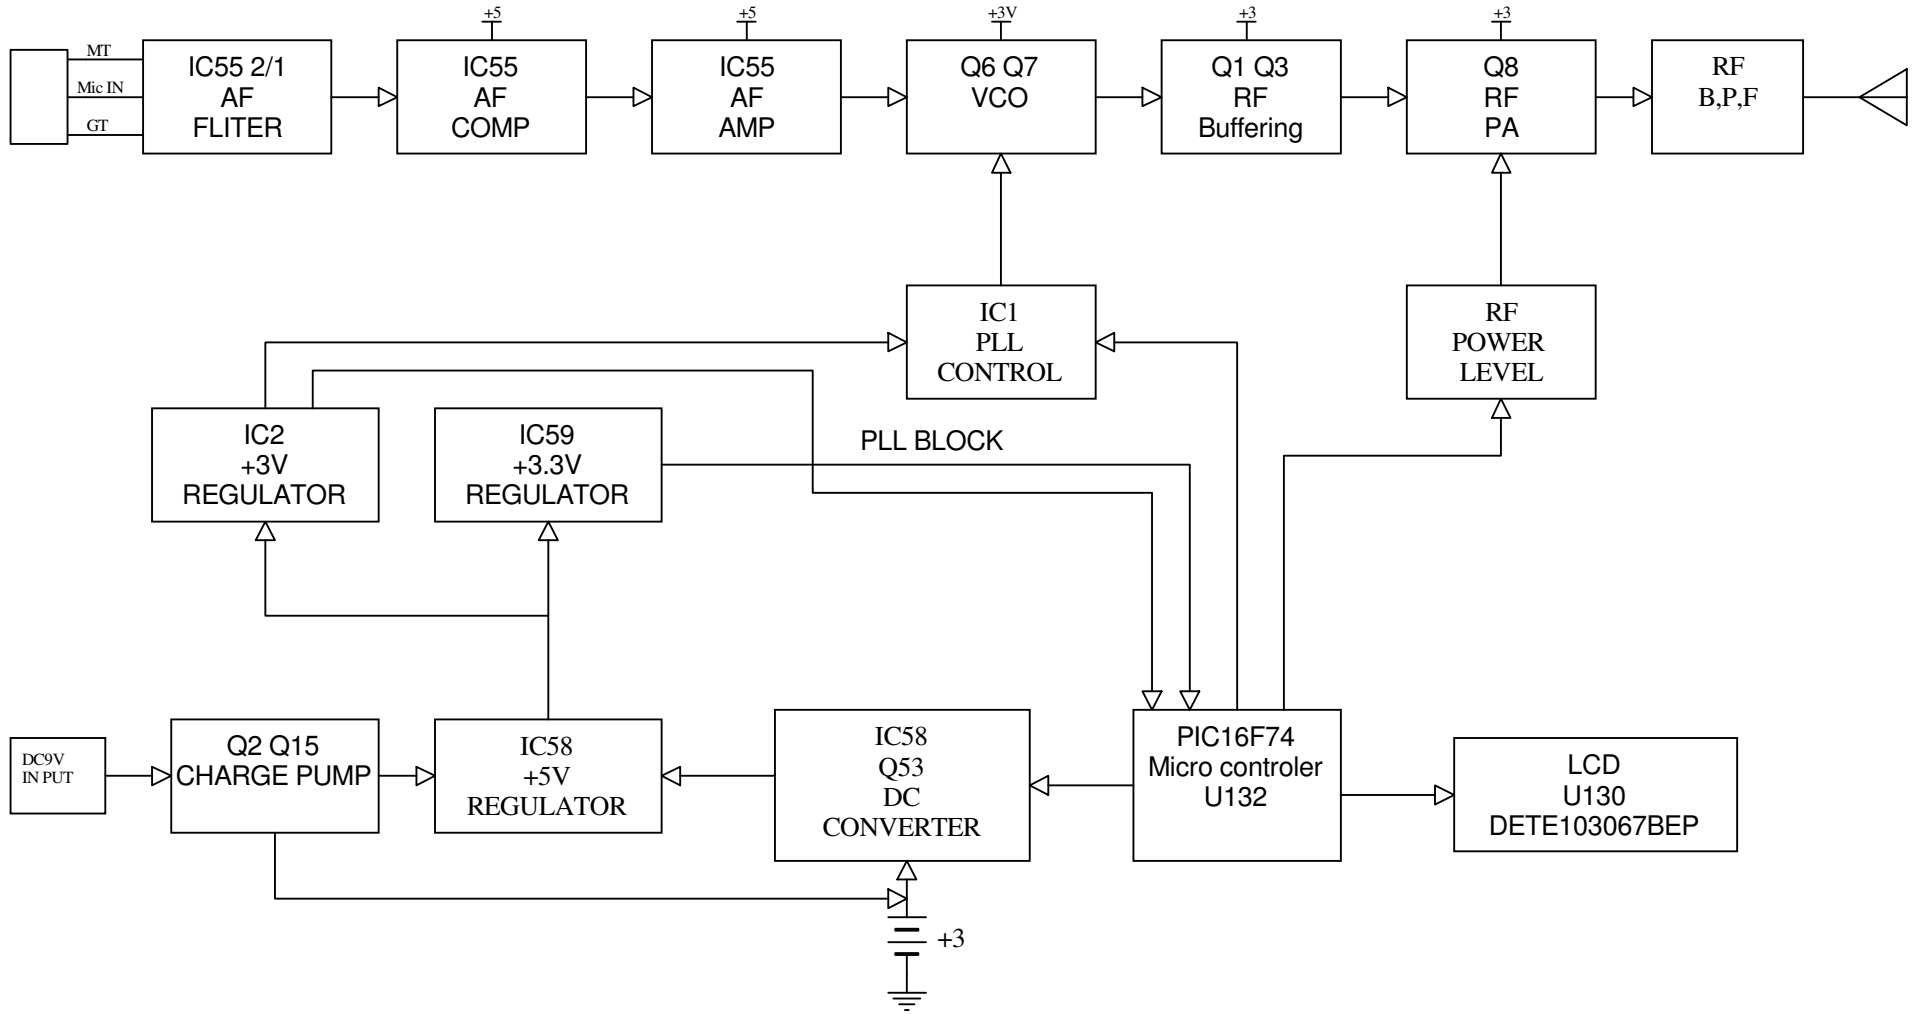 +5
+5
+3V
+3
+3
MT
Mic IN
GT
IC55 2/1
AF
FLITER
IC55
AF
COMP
IC55
AF
AMP
Q6 Q7
VCO
Q1 Q3
RF
Buffering
Q8
RF
PA
RF
B,P,F
IC1
PLL
CONTROL
RF
POWER
LEVEL
IC2
+3V
REGULATOR
IC59
+3.3V
REGULATOR
PLL BLOCK
DC9V
IN PUT
Q2 Q15
CHARGE PUMP
IC58
+5V
REGULATOR
IC58
Q53
DC
CONVERTER
PIC16F74
Micro controler
U132
LCD
U130
DETE103067BEP
+3